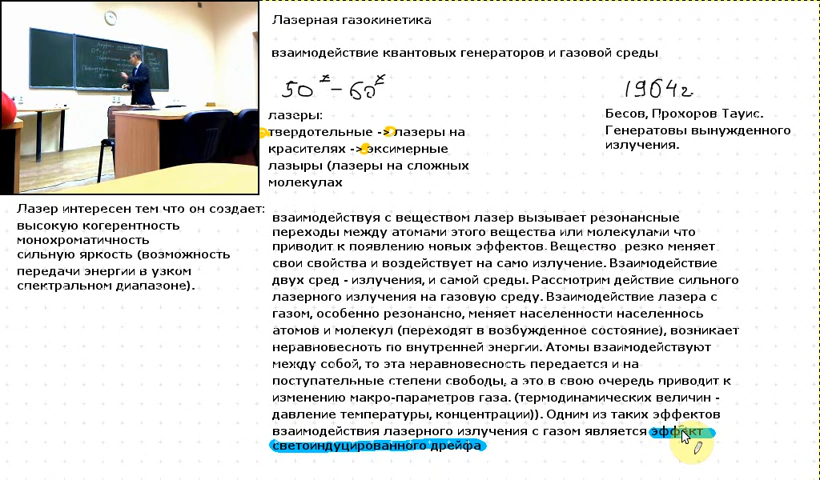 Лазерная газокинетика
взаимодействие квантовых генераторов и газовой среды
50 - 60
1964г
лазеры:
твердотельные -> лазеры на
красителях -> эксимерные
лазыры (лазеры на сложных
молекулах
Бесов, Прохоров Тауис.
Генератовы вынужденного
излучения.
Лазер интересен тем что он создает:
высокую когерентность
монохроматичность
сильную яркость (возможность
передачи энергии в узком
спектральном диапазоне).
взаимодействуя с веществом лазер вызывает резонансные
переходы между атомами этого вещества или молекулами что
приводит к появлению новых эффектов. Вещество резко меняет
свои свойства и воздействует на само излучение. Взаимодействие
двух сред - излучения, и самой среды. Рассмотрим действие сильного
лазерного излучения на газовую среду. Взаимодействие лазера с
газом, особенно резонансно, меняет населенности населеннось
атомов и молекул (переходят в возбужденное состояние), возникает
неравновесноть по внутренней энергии. Атомы взаимодействуют
между собой, то эта неравновесность передается и на
поступательные степени свободы, а это в свою очередь приводит к
изменению макро-параметров газа. (термодинамических величин -
давление температуры, концентрации)). Одним из таких эффектов
взаимодействия лазерного излучения с газом является эффект
светоиндуцированного дрейфа